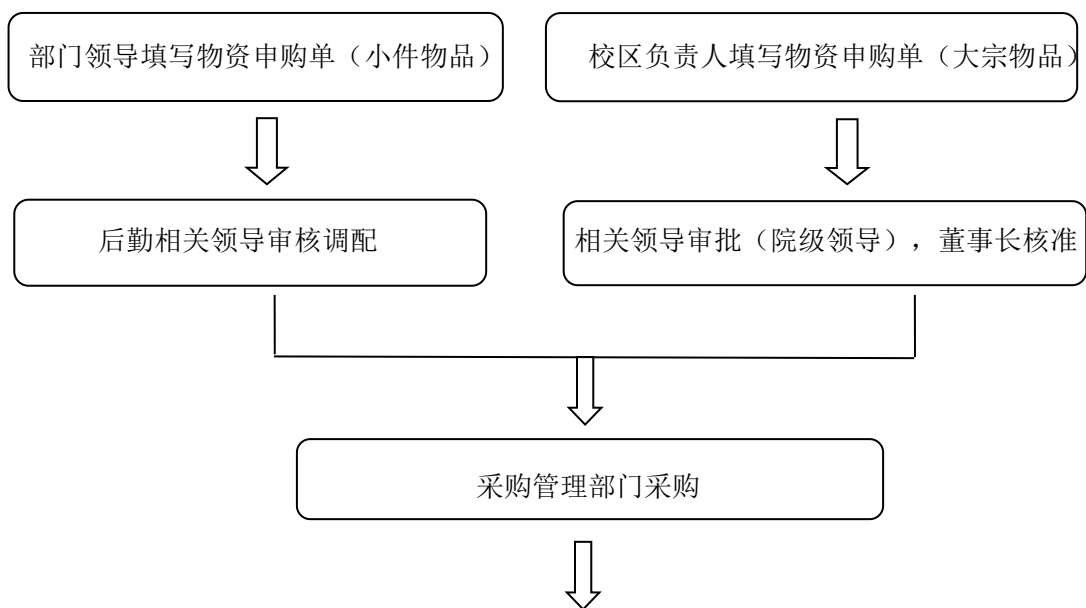 部门领导填写物资申购单（小件物品）
校区负责人填写物资申购单（大宗物品）
后勤相关领导审核调配
相关领导审批（院级领导），董事长核准
采购管理部门采购